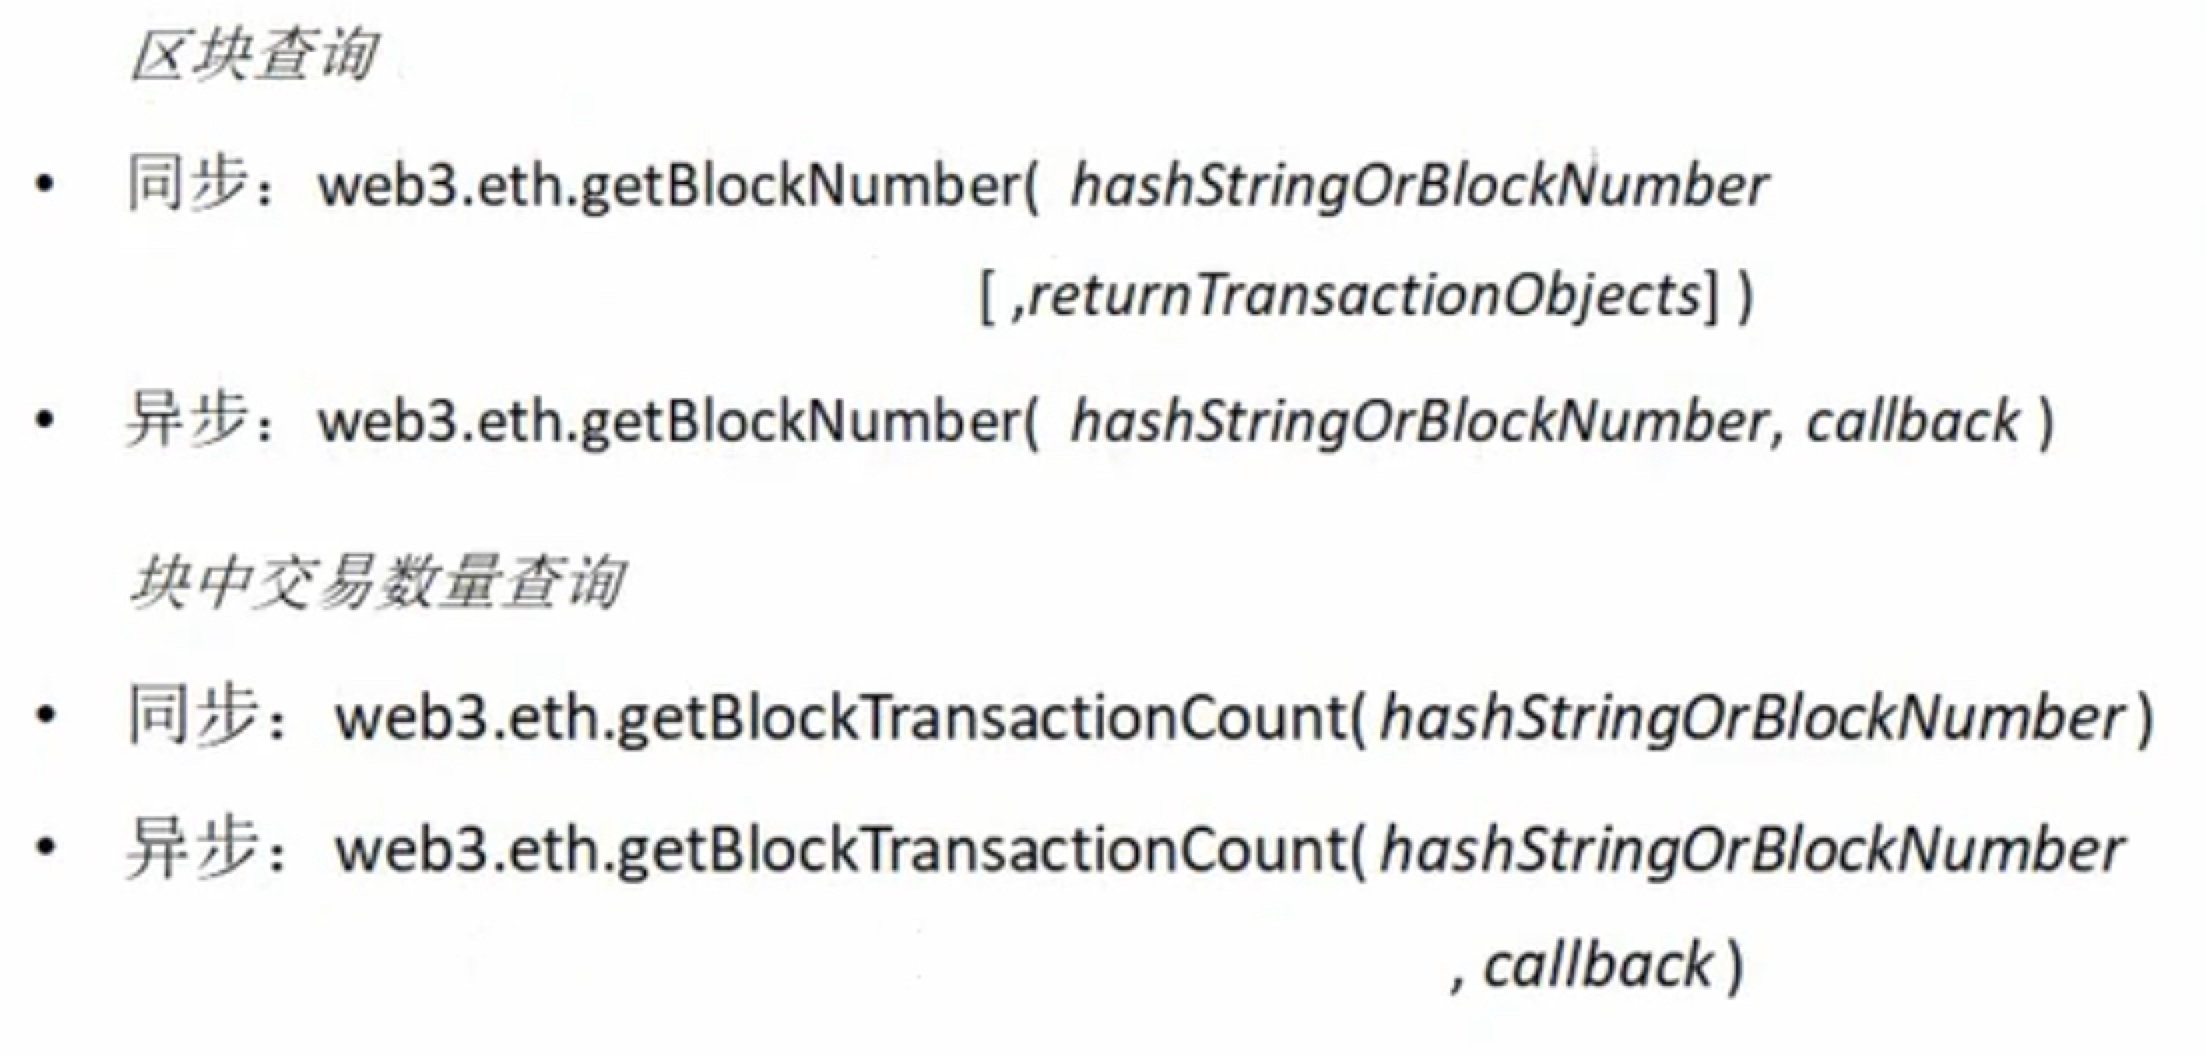 区块查询
• 同步：web3.eth.getBlockNumber( hashStringOrBlockNumber
[ ,returnTransactionObjects] )
• 异步：web3.eth.getBlockNumber( hashStringOrBlockNumber, callback )
块中交易数量查询
• 同步：web3.eth.getBlockTransactionCount( hashStringOrBlockNumber )
• 异步：web3.eth.getBlockTransactionCount( hashStringOrBlockNumber
, callback )